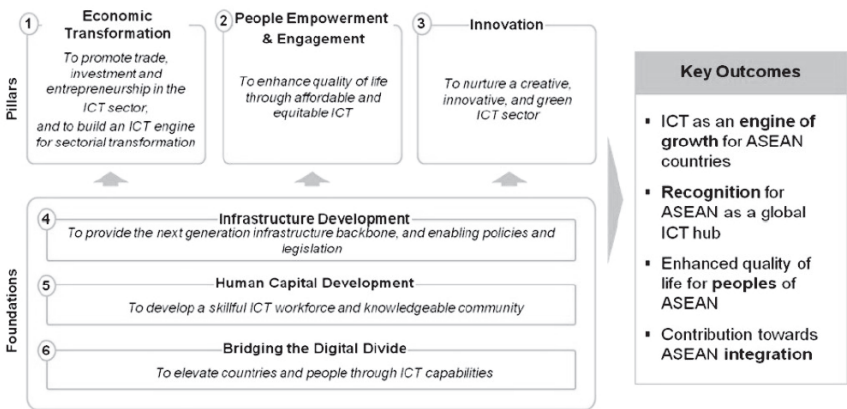 Pillars
1
Economic
Transformation
To promote trade,
investment and
entrepreneurship in the
ICT sector,
and to build an ICT engine
for sectorial transformation
2
People Empowerment
& Engagement
To enhance quality of life
through affordable and
equitable ICT
3
Innovation
To nurture a creative,
innovative, and green
ICT sector
Foundations
4
Infrastructure Development
To provide the next generation infrastructure backbone, and enabling policies and
legislation
5
Human Capital Development
To develop a skillful ICT workforce and knowledgeable community
6
Bridging the Digital Divide
To elevate countries and people through ICT capabilities
Key Outcomes
▪ ICT as an engine of
growth for ASEAN
countries
▪ Recognition for
ASEAN as a global
ICT hub
▪ Enhanced quality of
life for peoples of
ASEAN
▪ Contribution towards
ASEAN integration